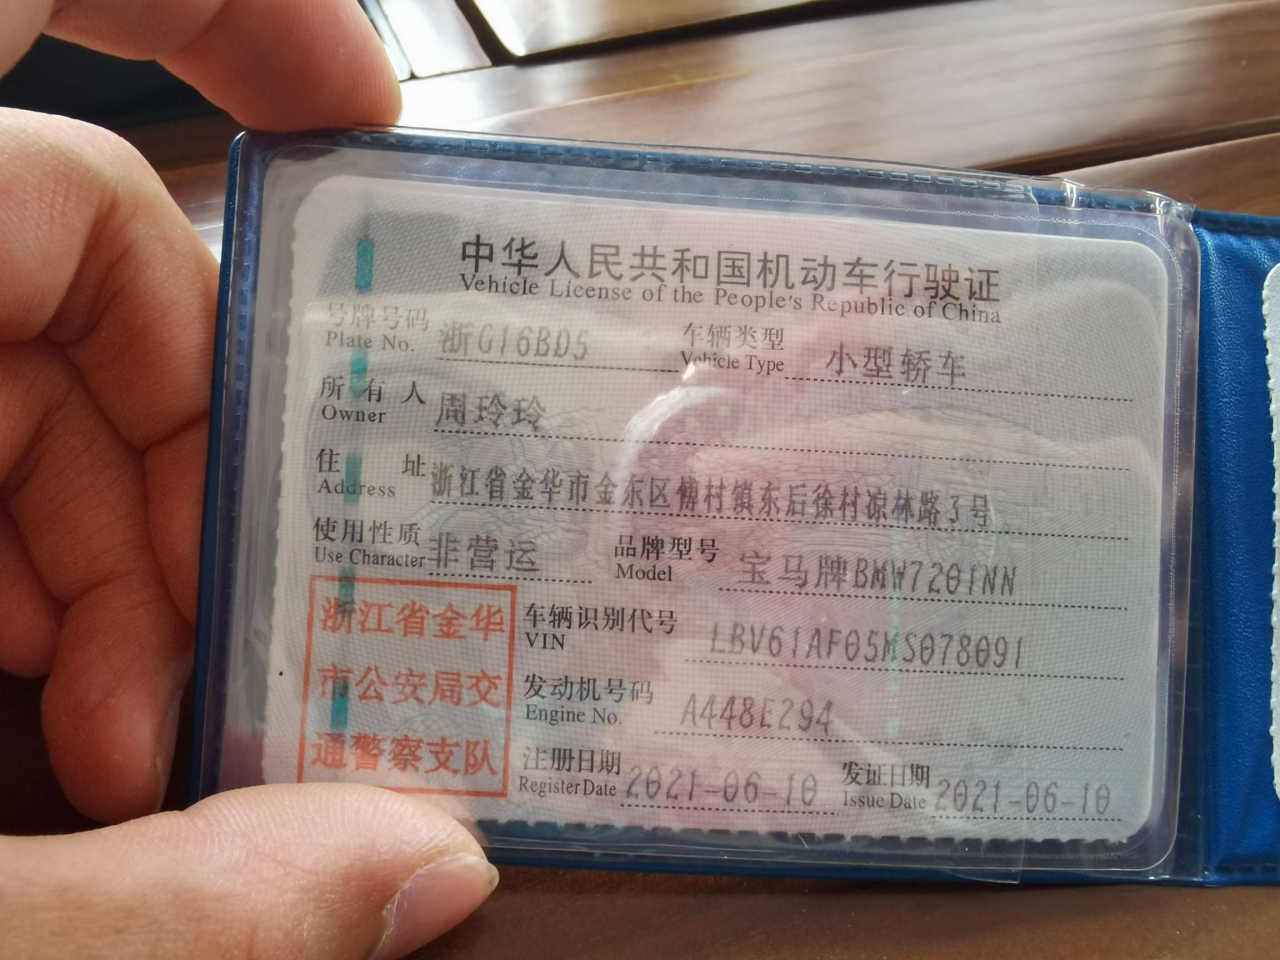 中华人民共和国机动车行驶证
Vehicle License of the People's Republic of China
号牌号码 浙G16BD5 车辆类型 小型轿车
Plate No. Vehicle Type
所有人 周玲玲
Owner
住址 浙江省金华市金东区傅村镇东后徐村凉林路3号
Address
使用性质 非营运 品牌型号 宝马牌BMW7201NN
Use Character Model
浙江省金华
市公安局交
通警察支队
车辆识别代号 LBV61AF05MS078091
VIN
发动机号码 A448E294
Engine No.
注册日期 2021-06-10 发证日期 2021-06-10
Register Date Issue Date